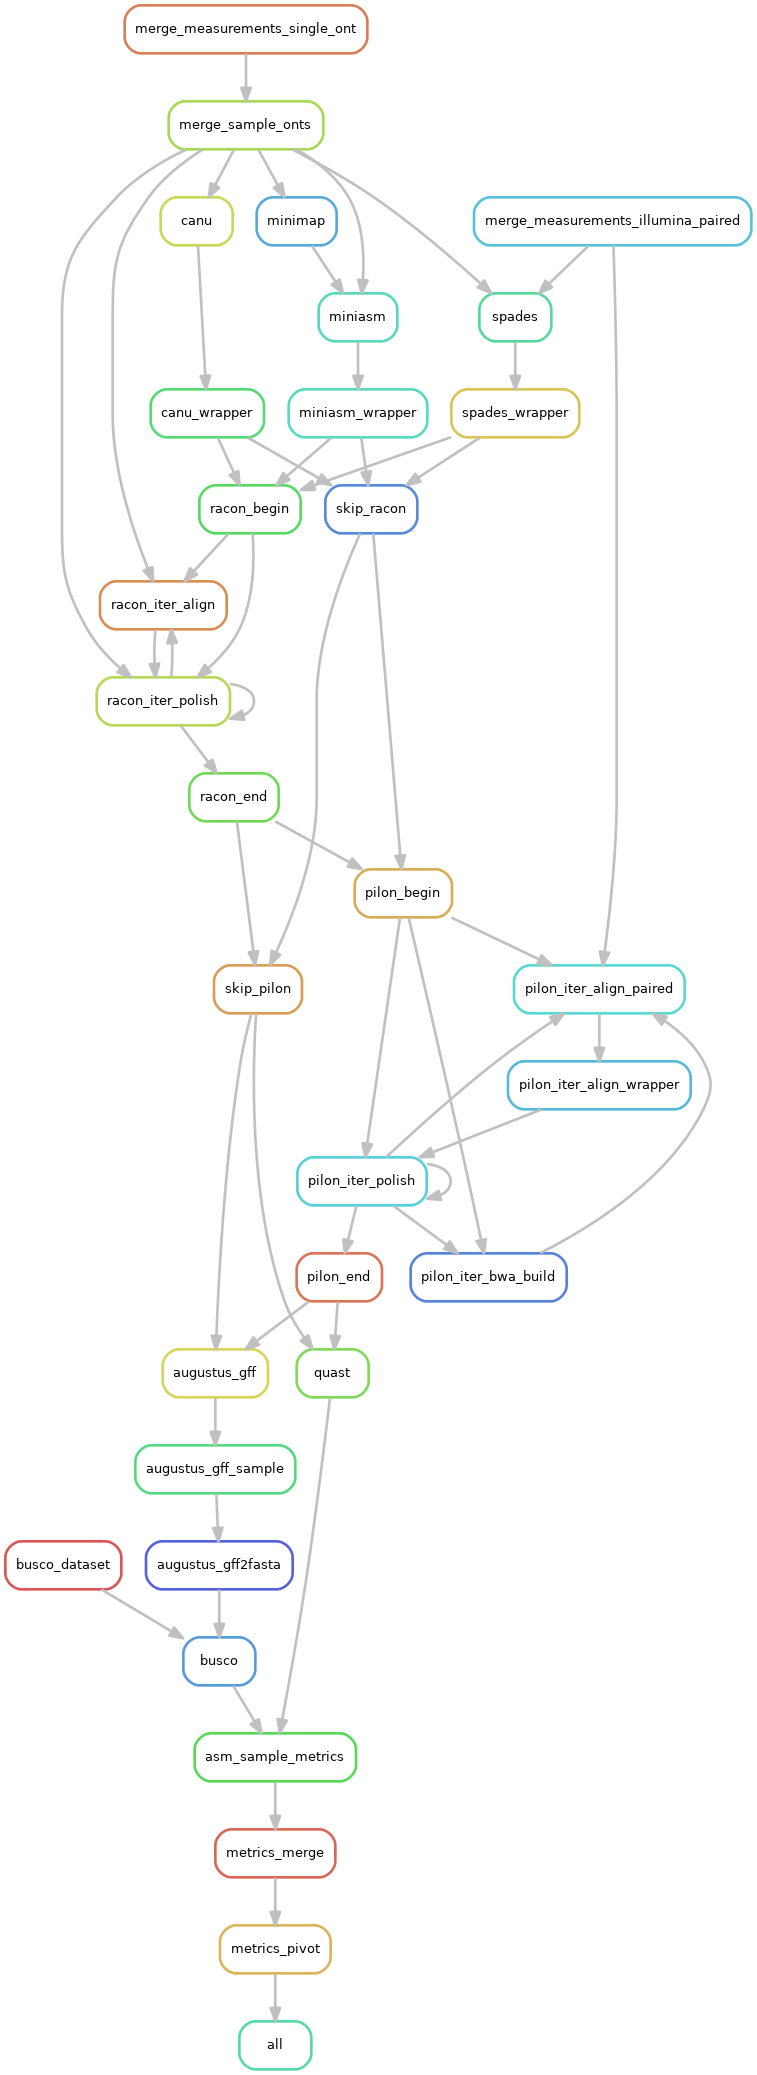 merge_measurements_single_ont
merge_sample_onts
canu
minimap
merge_measurements_illumina_paired
miniasm
spades
canu_wrapper
miniasm_wrapper
spades_wrapper
racon_begin
skip_racon
racon_iter_align
racon_iter_polish
racon_end
pilon_begin
skip_pilon
pilon_iter_align_paired
pilon_iter_align_wrapper
pilon_iter_polish
pilon_end
pilon_iter_bwa_build
augustus_gff
quast
augustus_gff_sample
busco_dataset
augustus_gff2fasta
busco
asm_sample_metrics
metrics_merge
metrics_pivot
all